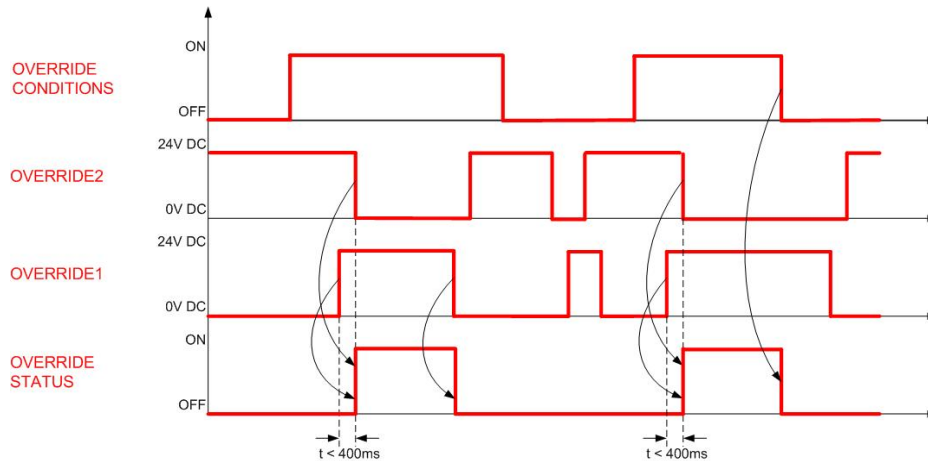 ON
OVERRIDE
CONDITIONS
OFF
24V DC
OVERRIDE2
0V DC
24V DC
OVERRIDE1
0V DC
ON
OVERRIDE
STATUS
OFF
t < 400ms
t < 400ms